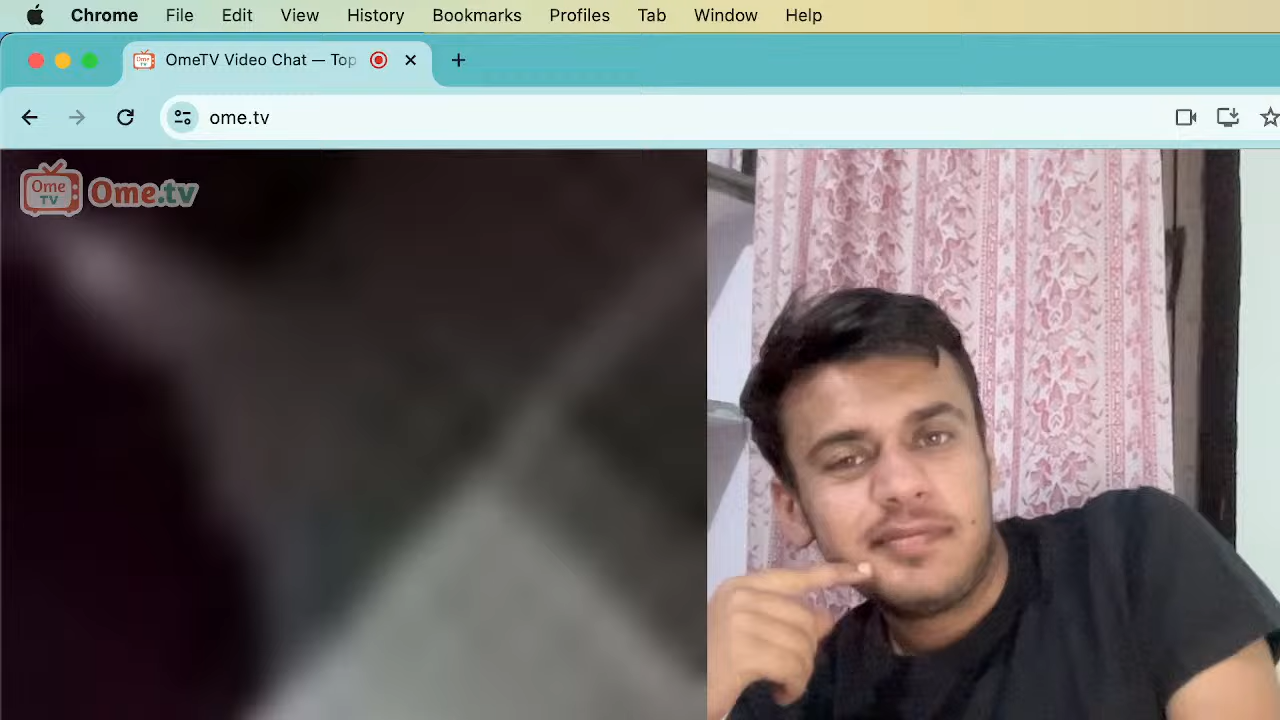 Chrome File Edit View History Bookmarks Profiles Tab Window Help
OmeTV Video Chat — Top
ome.tv
Ome TV Ome.tv